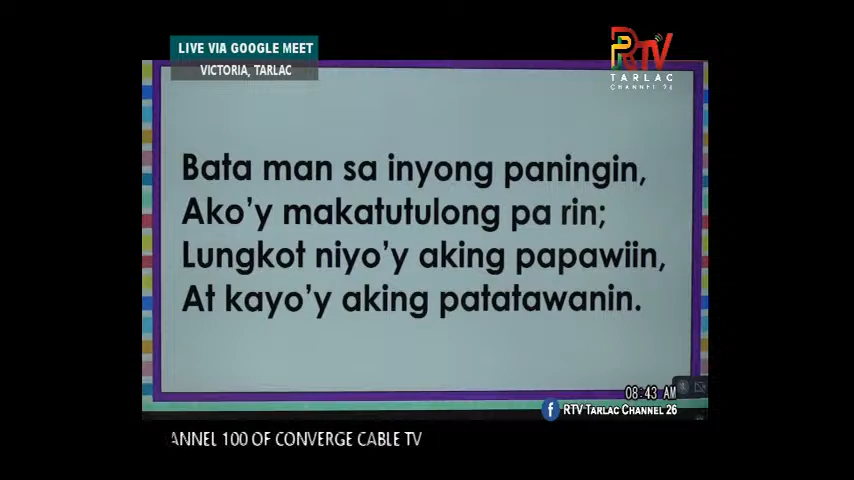 LIVE VIA GOOGLE MEET
VICTORIA, TARLAC
RTV
TARLAC
CHANNEL 26
Bata man sa inyong paningin,
Ako'y makatutulong pa rin;
Lungkot niyo'y aking papawiin,
At kayo'y aking patatawanin.
08:43 AM
f RTV TARLAC CHANNEL 26
ANNEL 100 OF CONVERGE CABLE TV